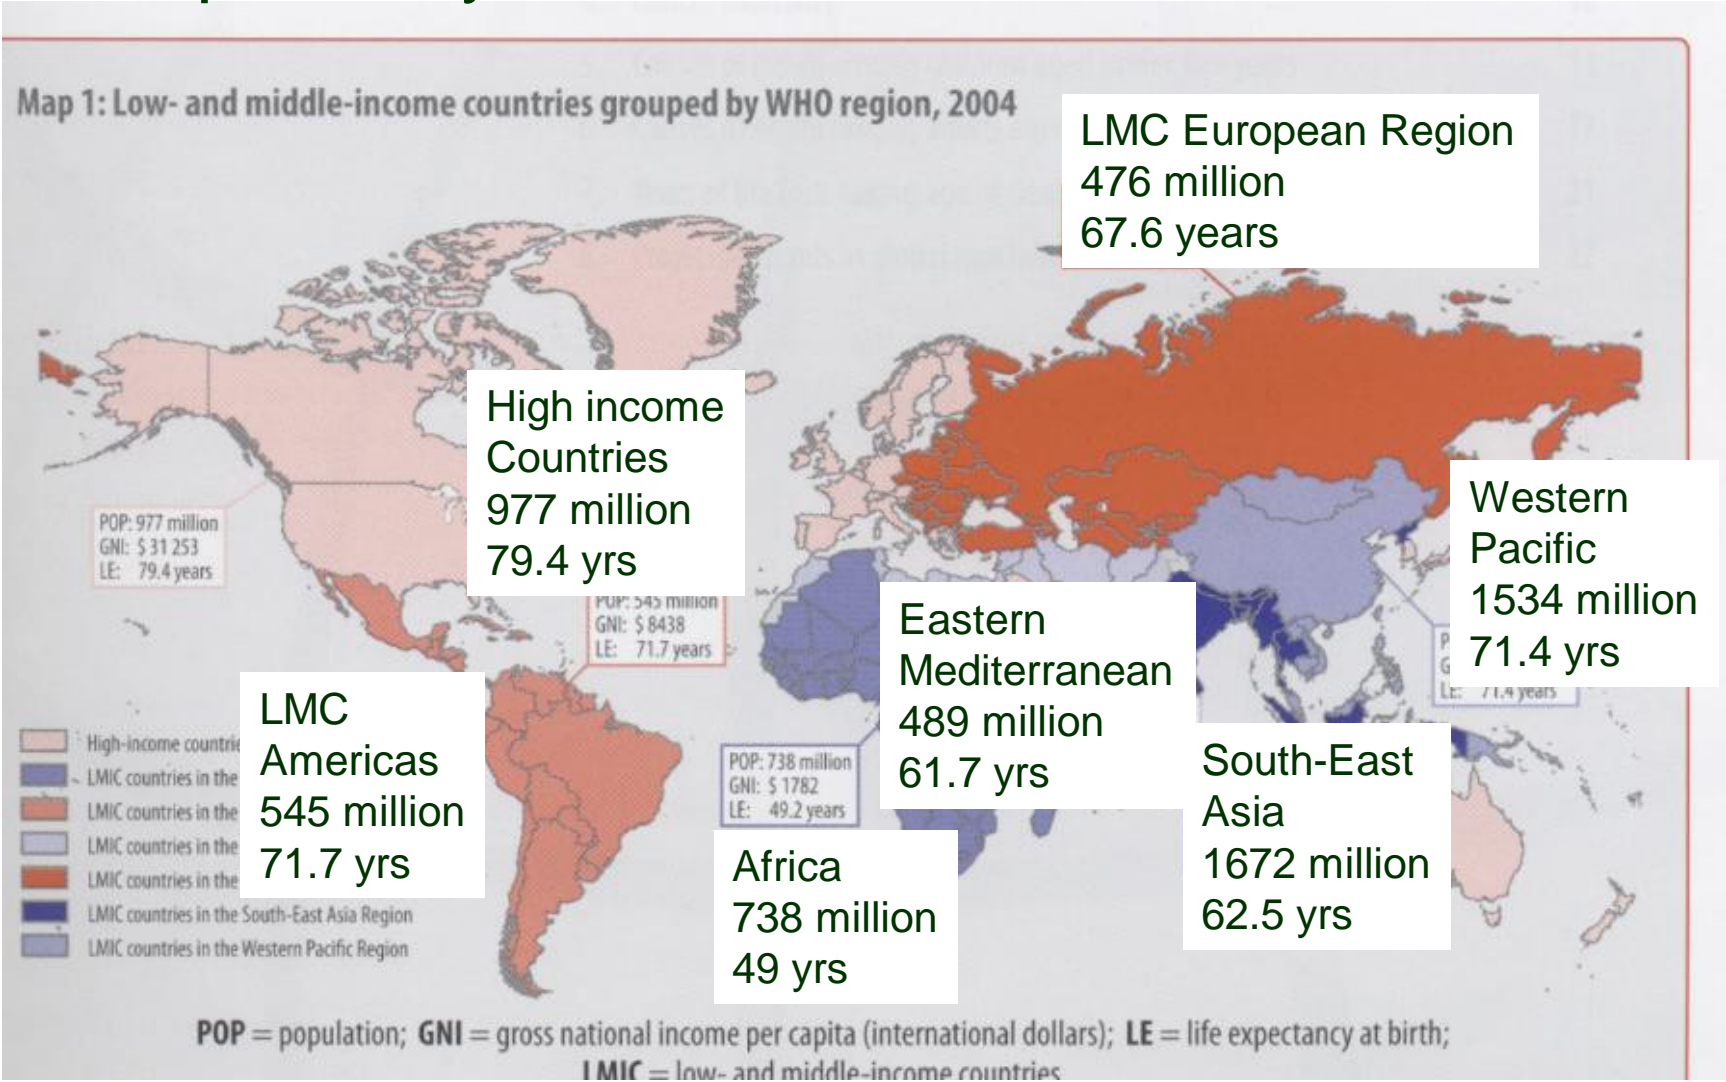 Map 1: Low- and middle-income countries grouped by WHO region, 2004
LMC European Region
476 million
67.6 years
High income
Countries
977 million
79.4 yrs
POP: 977 million
GNI: $ 31 253
LE: 79.4 years
Western
Pacific
1534 million
71.4 yrs
LE: 71.4 years
POP: 545 million
GNI: $ 8438
LE: 71.7 years
Eastern
Mediterranean
489 million
61.7 yrs
LMC
Americas
545 million
71.7 yrs
POP: 738 million
GNI: $ 1782
LE: 49.2 years
South-East
Asia
1672 million
62.5 yrs
Africa
738 million
49 yrs
High-income
LMIC countries in the
LMIC countries in the
LMIC countries in the
LMIC countries in the
LMIC countries in the South-East Asia Region
LMIC countries in the Western Pacific Region
POP = population; GNI = gross national income per capita (international dollars); LE = life expectancy at birth;
LMIC = low- and middle-income countries